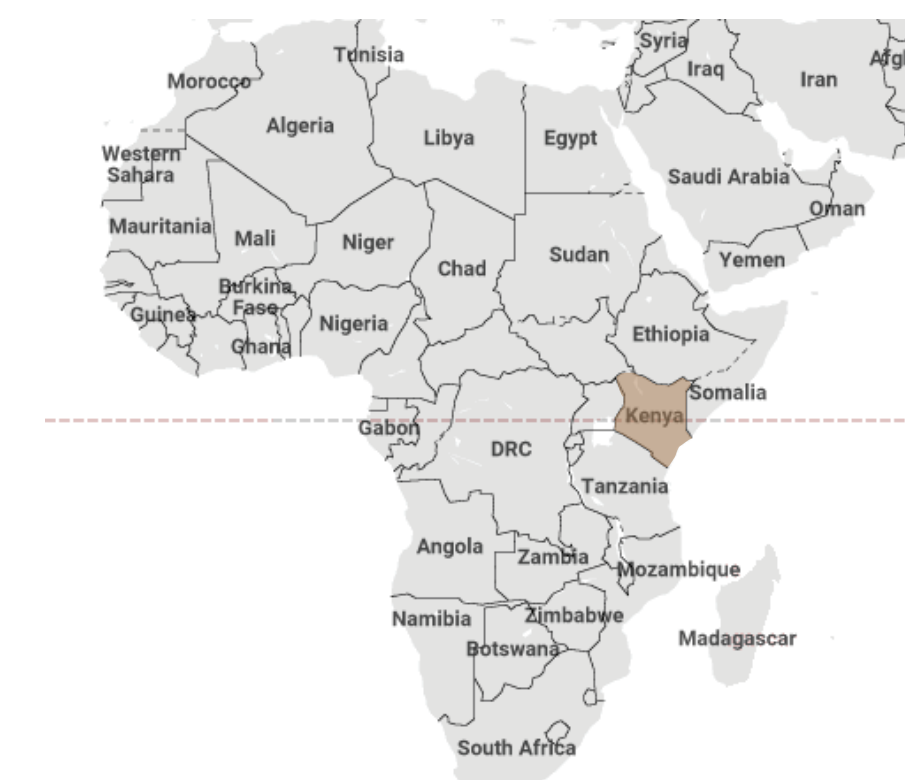 Tunisia
Syria
Afgh
Morocco
Iraq
Iran
Algeria
Libya
Egypt
Western
Sahara
Saudi Arabia
Oman
Mauritania
Mali
Niger
Chad
Sudan
Yemen
Burkina
Faso
Guinea
Nigeria
Ghana
Ethiopia
Somalia
Kenya
Gabon
DRC
Tanzania
Angola
Zambia
Mozambique
Namibia
Zimbabwe
Botswana
Madagascar
South Africa